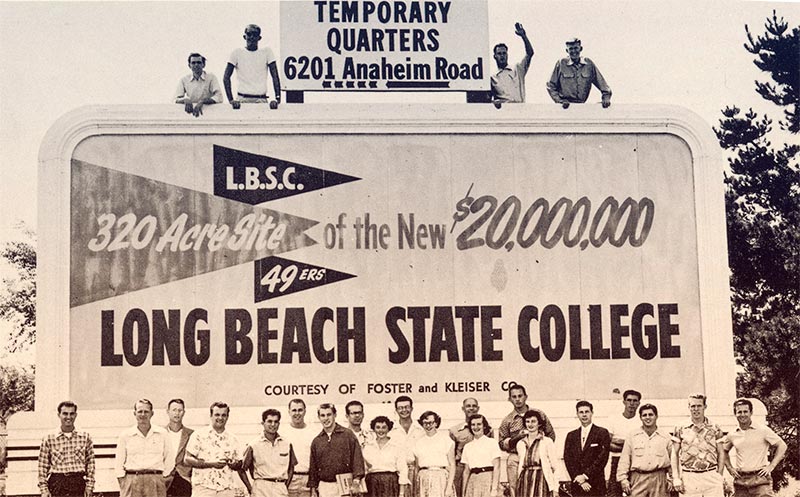 TEMPORARY
QUARTERS
6201 Anaheim Road
L.B.S.C.
320 Acre Site of the New $20,000,000
49ERS
LONG BEACH STATE COLLEGE
COURTESY OF FOSTER and KLEISER CO.